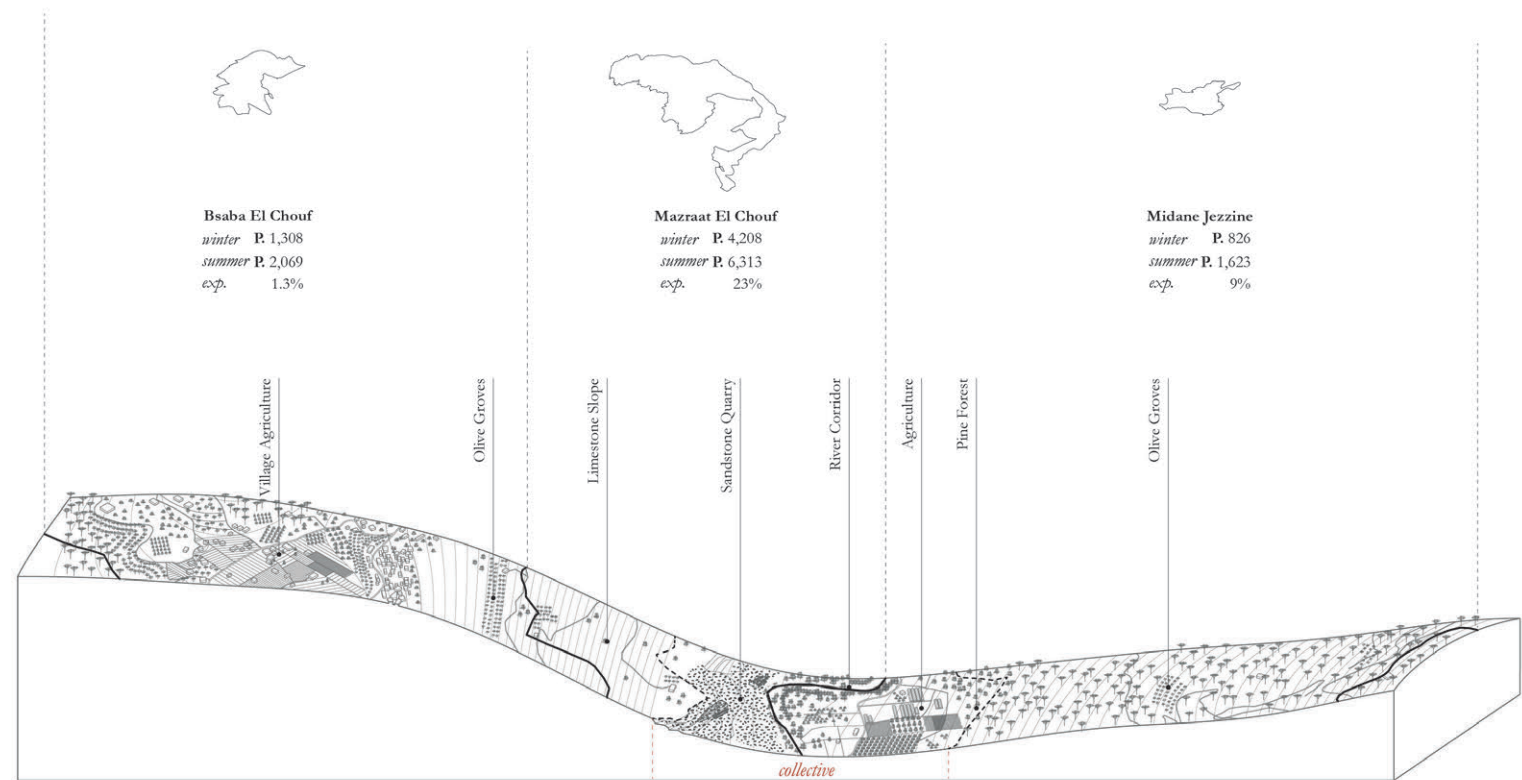 Bsaba El Chouf
winter P. 1,308
summer P. 2,069
exp. 1.3%
Mazraat El Chouf
winter P. 4,208
summer P. 6,313
exp. 23%
Midane Jezzine
winter P. 826
summer P. 1,623
exp. 9%
Village Agriculture
Olive Groves
Limestone Slope
Sandstone Quarry
River Corridor
Agriculture
Pine Forest
Olive Groves
collective